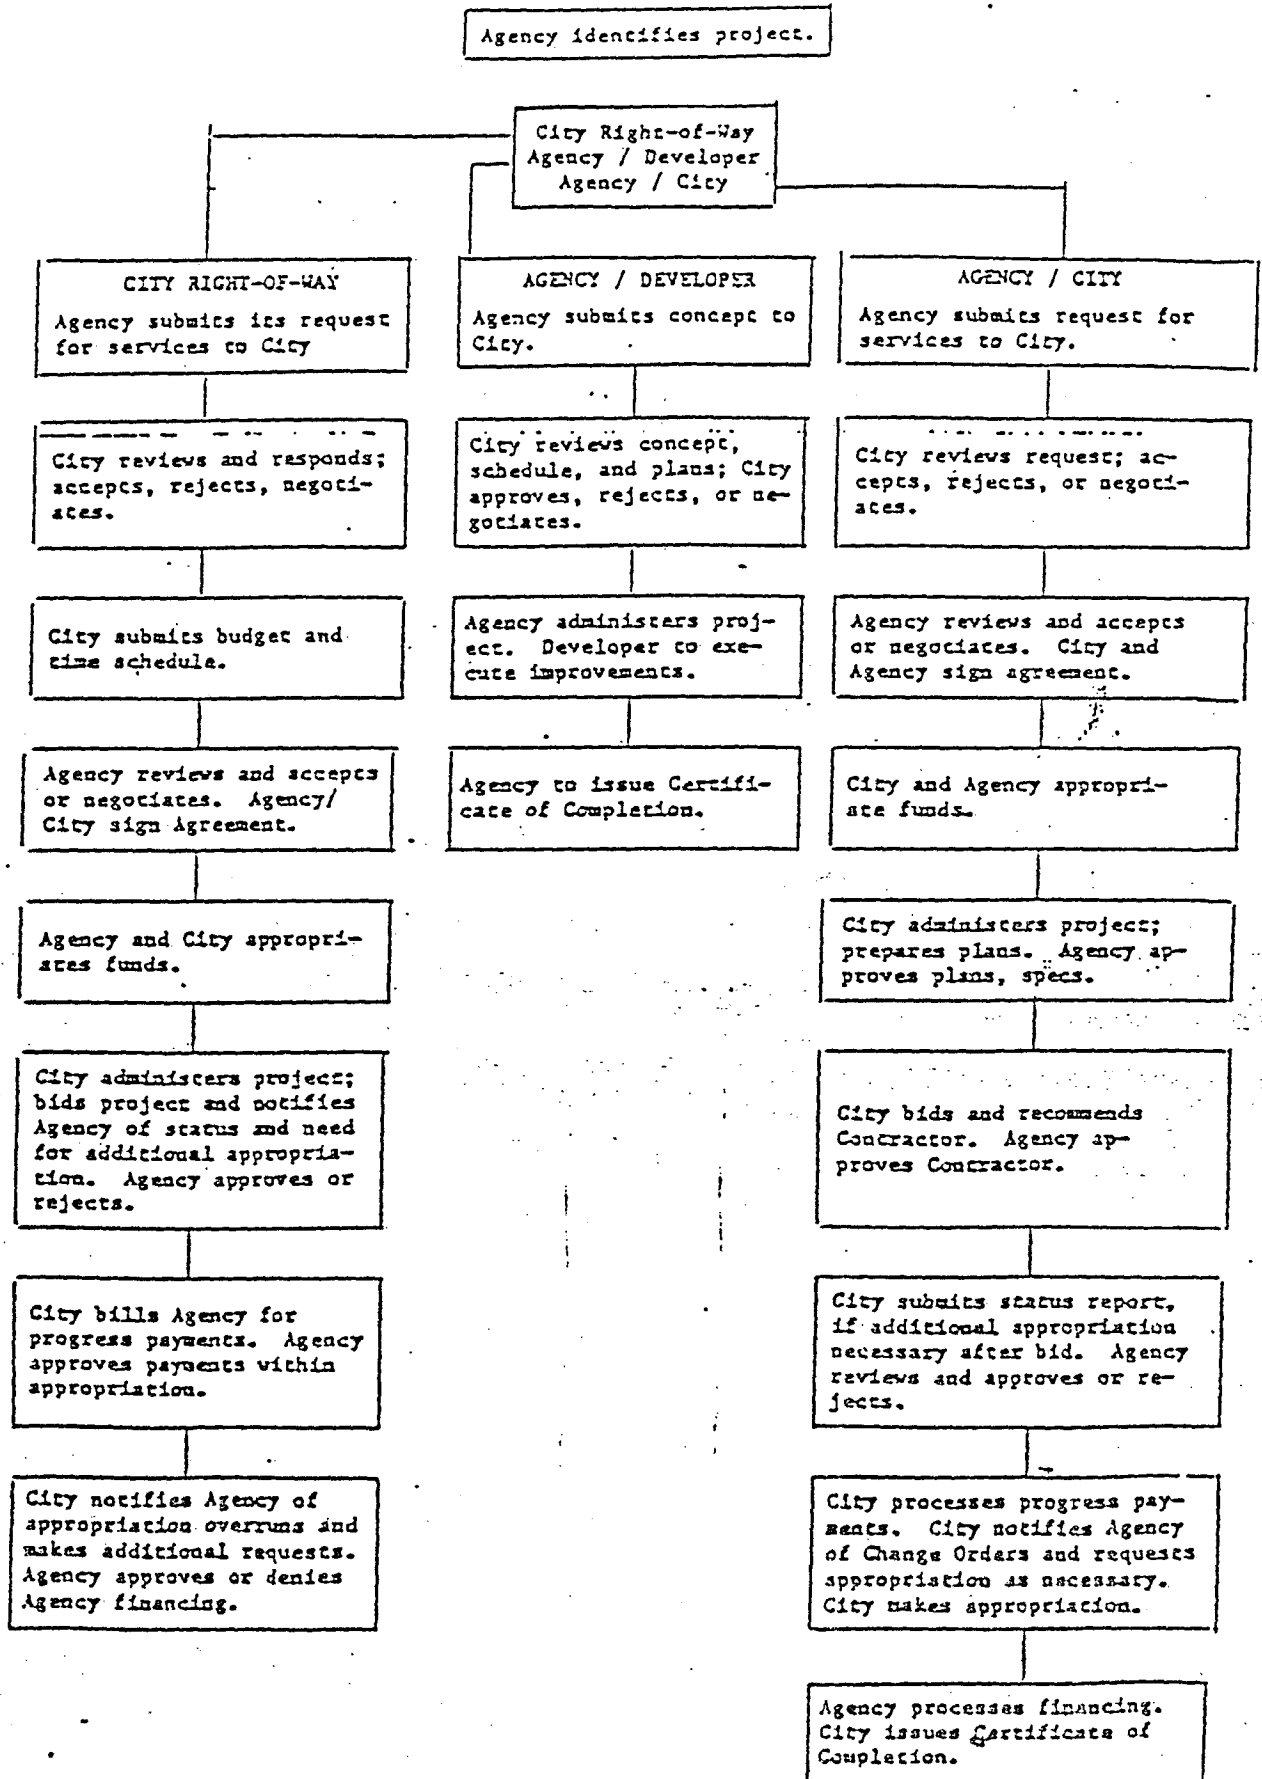 Agency identifies project.
City Right-of-Way
Agency / Developer
Agency / City
CITY RIGHT-OF-WAY
Agency submits its request
for services to City
City reviews and responds;
accepts, rejects, negoti-
ates.
City submits budget and
time schedule.
Agency reviews and accepts
or negotiates. Agency/
City sign Agreement.
Agency and City appropri-
ates funds.
City administers project;
bids project and notifies
Agency of status and need
for additional appropria-
tion. Agency approves or
rejects.
City bills Agency for
progress payments. Agency
approves payments within
appropriation.
City notifies Agency of
appropriation overruns and
makes additional requests.
Agency approves or denies
Agency financing.
AGENCY / DEVELOPER
Agency submits concept to
City.
City reviews concept,
schedule, and plans; City
approves, rejects, or ne-
gotiates.
Agency administers proj-
ect. Developer to exe-
cute improvements.
Agency to issue Certifi-
cate of Completion.
AGENCY / CITY
Agency submits request for
services to City.
City reviews request; ac-
cepts, rejects, or negoti-
ates.
Agency reviews and accepts
or negotiates. City and
Agency sign agreement.
City and Agency appropri-
ate funds.
City administers project;
prepares plans. Agency ap-
proves plans, specs.
City bids and recommends
Contractor. Agency ap-
proves Contractor.
City submits status report,
if additional appropriation
necessary after bid. Agency
reviews and approves or re-
jects.
City processes progress pay-
ments. City notifies Agency
of Change Orders and requests
appropriation as necessary.
City makes appropriation.
Agency processes financing.
City issues Certificate of
Completion.